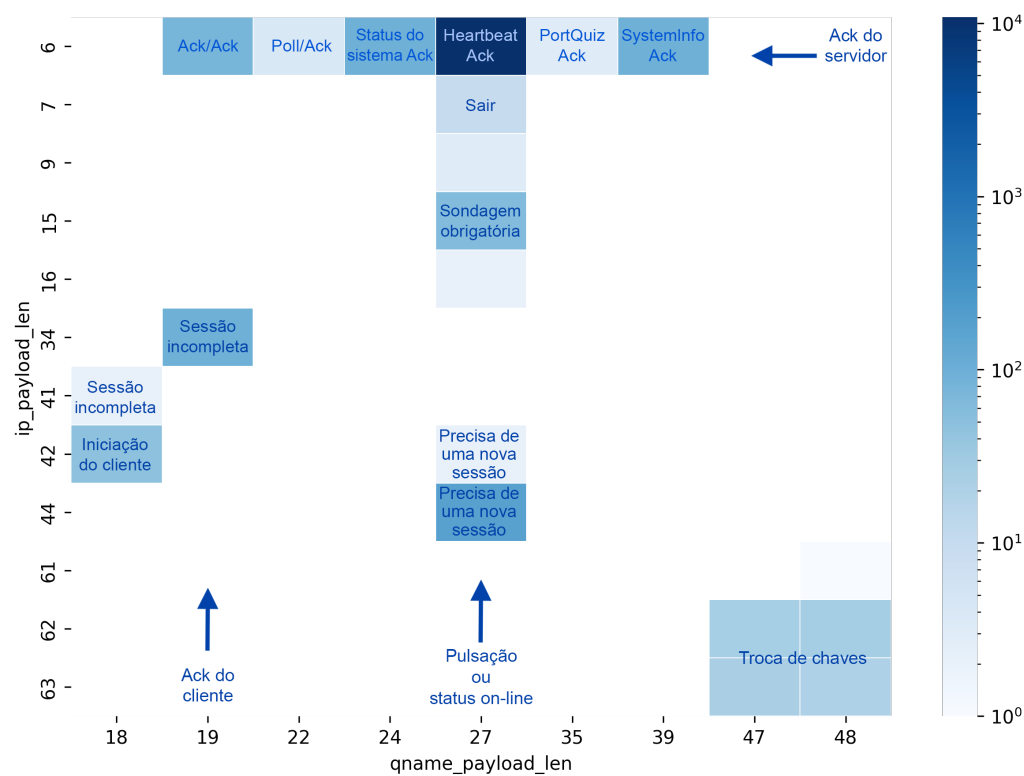 6
Ack/Ack
Poll/Ack
Status do
sistema Ack
Heartbeat
Ack
PortQuiz
Ack
SystemInfo
Ack
Ack do
servidor
7
Sair
9
15
Sondagem
obrigatória
16
34
Sessão
incompleta
41
Sessão
incompleta
42
Iniciação
do cliente
Precisa de
uma nova
sessão
44
Precisa de
uma nova
sessão
61
62
63
Troca de chaves
Ack do
cliente
Pulsação
ou
status on-line
ip_payload_len
18 19 22 24 27 35 39 47 48
qname_payload_len
10⁴
10³
10²
10¹
10⁰